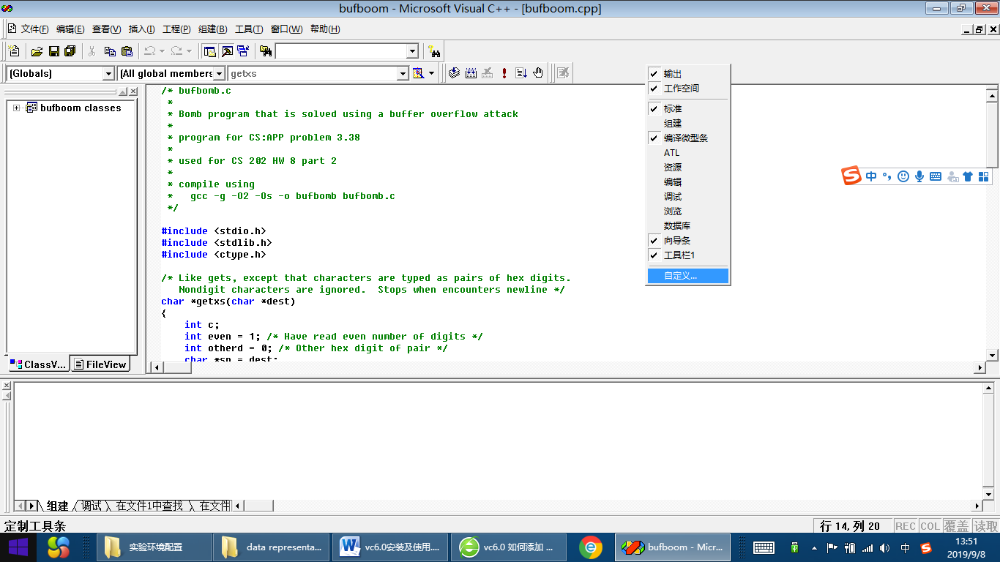 bufboom - Microsoft Visual C++ - [bufboom.cpp]
文件(F) 编辑(E) 查看(V) 插入(I) 工程(P) 组建(B) 工具(T) 窗口(W) 帮助(H)
(Globals) (All global members getxs
bufboom classes
ClassV... FileView
/* bufbomb.c
*
* Bomb program that is solved using a buffer overflow attack
*
* program for CS:APP problem 3.38
*
* used for CS 202 HW 8 part 2
*
* compile using
* gcc -g -O2 -Os -o bufbomb bufbomb.c
*/
#include <stdio.h>
#include <stdlib.h>
#include <ctype.h>
/* Like gets, except that characters are typed as pairs of hex digits.
Nondigit characters are ignored. Stops when encounters newline */
char *getxs(char *dest)
{
int c;
int even = 1; /* Have read even number of digits */
int otherd = 0; /* Other hex digit of pair */
char *sp = dest;
输出
工作空间
标准
组建
编译微型条
ATL
资源
编辑
调试
浏览
数据库
向导条
工具栏1
自定义...
中
组建 调试 在文件1中查找 在文件
定制工具条
行 14, 列 20 REC COL 覆盖 读取
实验环境配置 data representa... vc6.0安装及使用.... vc6.0 如何添加 ... bufboom - Micr... 中 13:51
2019/9/8